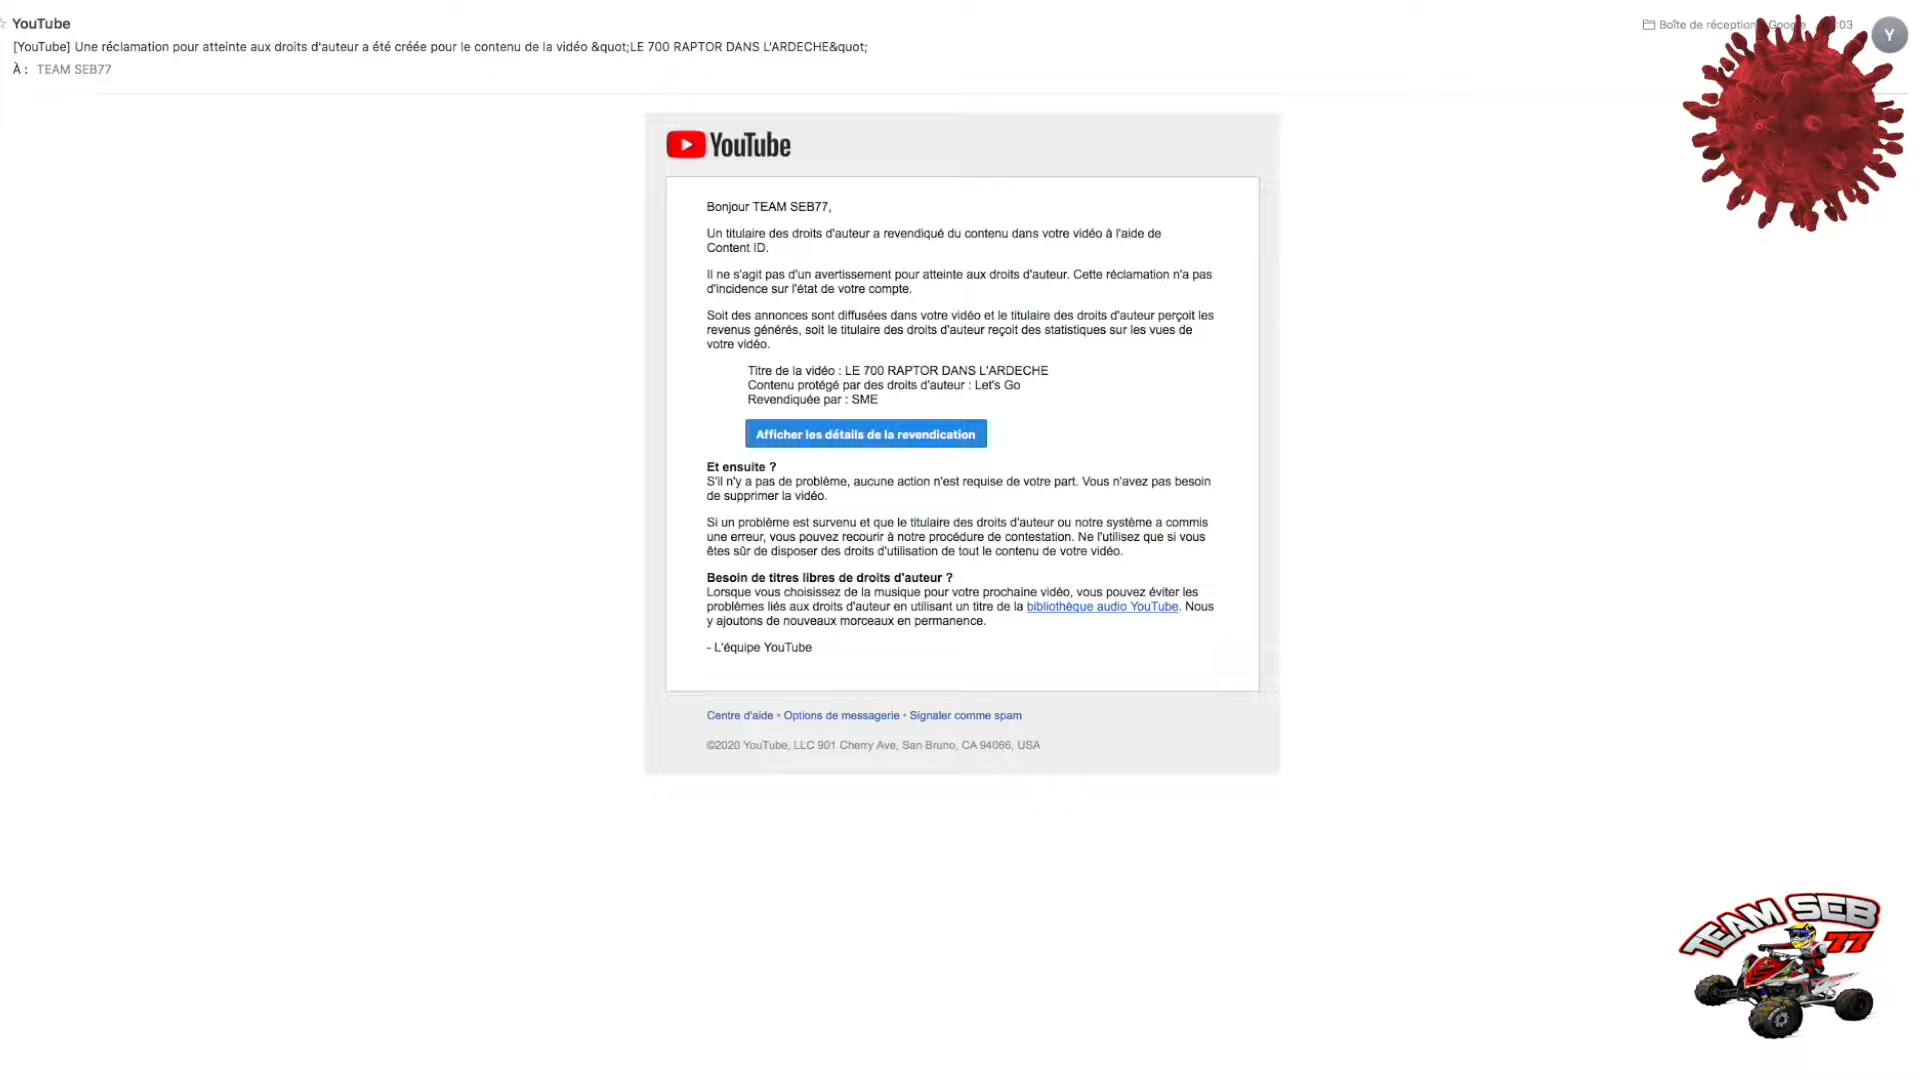 YouTube
Boîte de réception
03
Y
[YouTube] Une réclamation pour atteinte aux droits d'auteur a été créée pour le contenu de la vidéo &quot;LE 700 RAPTOR DANS L'ARDECHE&quot;
À : TEAM SEB77
YouTube
Bonjour TEAM SEB77,
Un titulaire des droits d'auteur a revendiqué du contenu dans votre vidéo à l'aide de
Content ID.
Il ne s'agit pas d'un avertissement pour atteinte aux droits d'auteur. Cette réclamation n'a pas
d'incidence sur l'état de votre compte.
Soit des annonces sont diffusées dans votre vidéo et le titulaire des droits d'auteur perçoit les
revenus générés, soit le titulaire des droits d'auteur reçoit des statistiques sur les vues de
votre vidéo.
Titre de la vidéo : LE 700 RAPTOR DANS L'ARDECHE
Contenu protégé par des droits d'auteur : Let's Go
Revendiquée par : SME
Afficher les détails de la revendication
Et ensuite ?
S'il n'y a pas de problème, aucune action n'est requise de votre part. Vous n'avez pas besoin
de supprimer la vidéo.
Si un problème est survenu et que le titulaire des droits d'auteur ou notre système a commis
une erreur, vous pouvez recourir à notre procédure de contestation. Ne l'utilisez que si vous
êtes sûr de disposer des droits d'utilisation de tout le contenu de votre vidéo.
Besoin de titres libres de droits d'auteur ?
Lorsque vous choisissez de la musique pour votre prochaine vidéo, vous pouvez éviter les
problèmes liés aux droits d'auteur en utilisant un titre de la bibliothèque audio YouTube. Nous
y ajoutons de nouveaux morceaux en permanence.
- L'équipe YouTube
Centre d'aide • Options de messagerie • Signaler comme spam
©2020 YouTube, LLC 901 Cherry Ave, San Bruno, CA 94066, USA
TEAM SEB
77